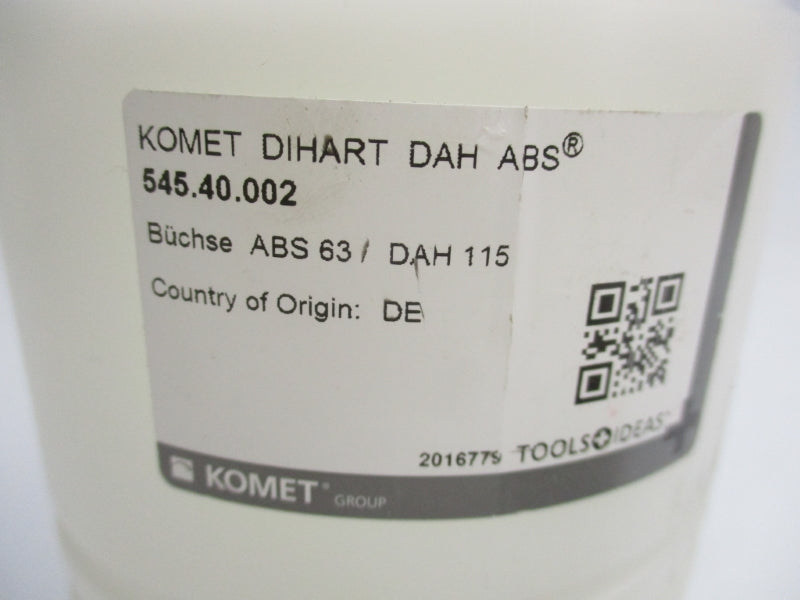 KOMET DIHART DAH ABS®
545.40.002
Büchse ABS 63 / DAH 115
Country of Origin: DE
2016779 TOOLS+IDEAS™
KOMET® GROUP